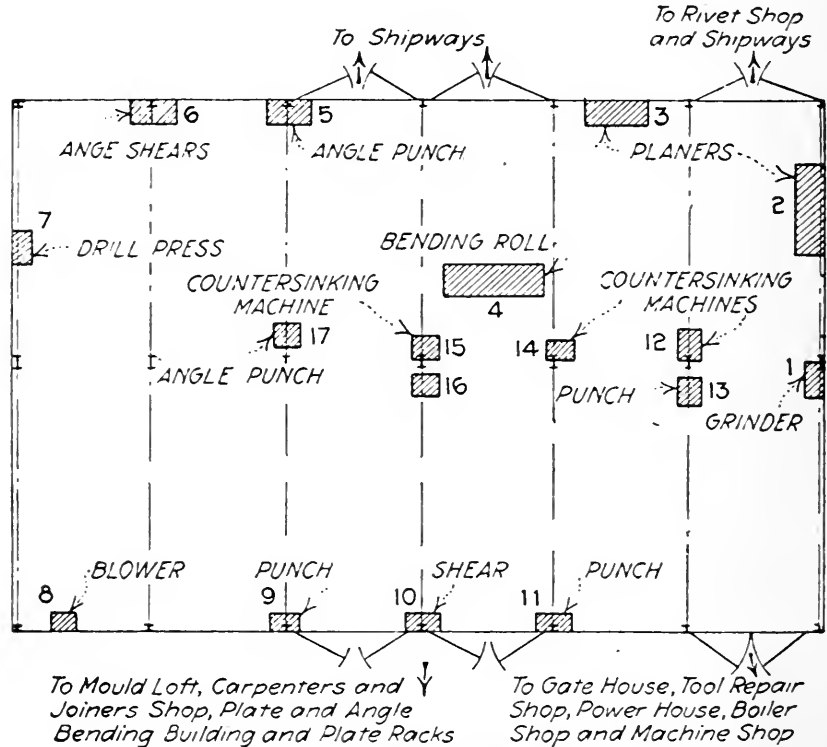 To Shipways
To Rivet Shop
and Shipways
6
5
3
ANGE SHEARS
ANGLE PUNCH
PLANERS
2
7
DRILL PRESS
BENDING ROLL
4
COUNTERSINKING
MACHINE
COUNTERSINKING
MACHINES
17
15
14
12
ANGLE PUNCH
16
PUNCH
13
1
GRINDER
BLOWER
PUNCH
SHEAR
PUNCH
8
9
10
11
To Mould Loft, Carpenters and
Joiners Shop, Plate and Angle
Bending Building and Plate Racks
To Gate House, Tool Repair
Shop, Power House, Boiler
Shop and Machine Shop